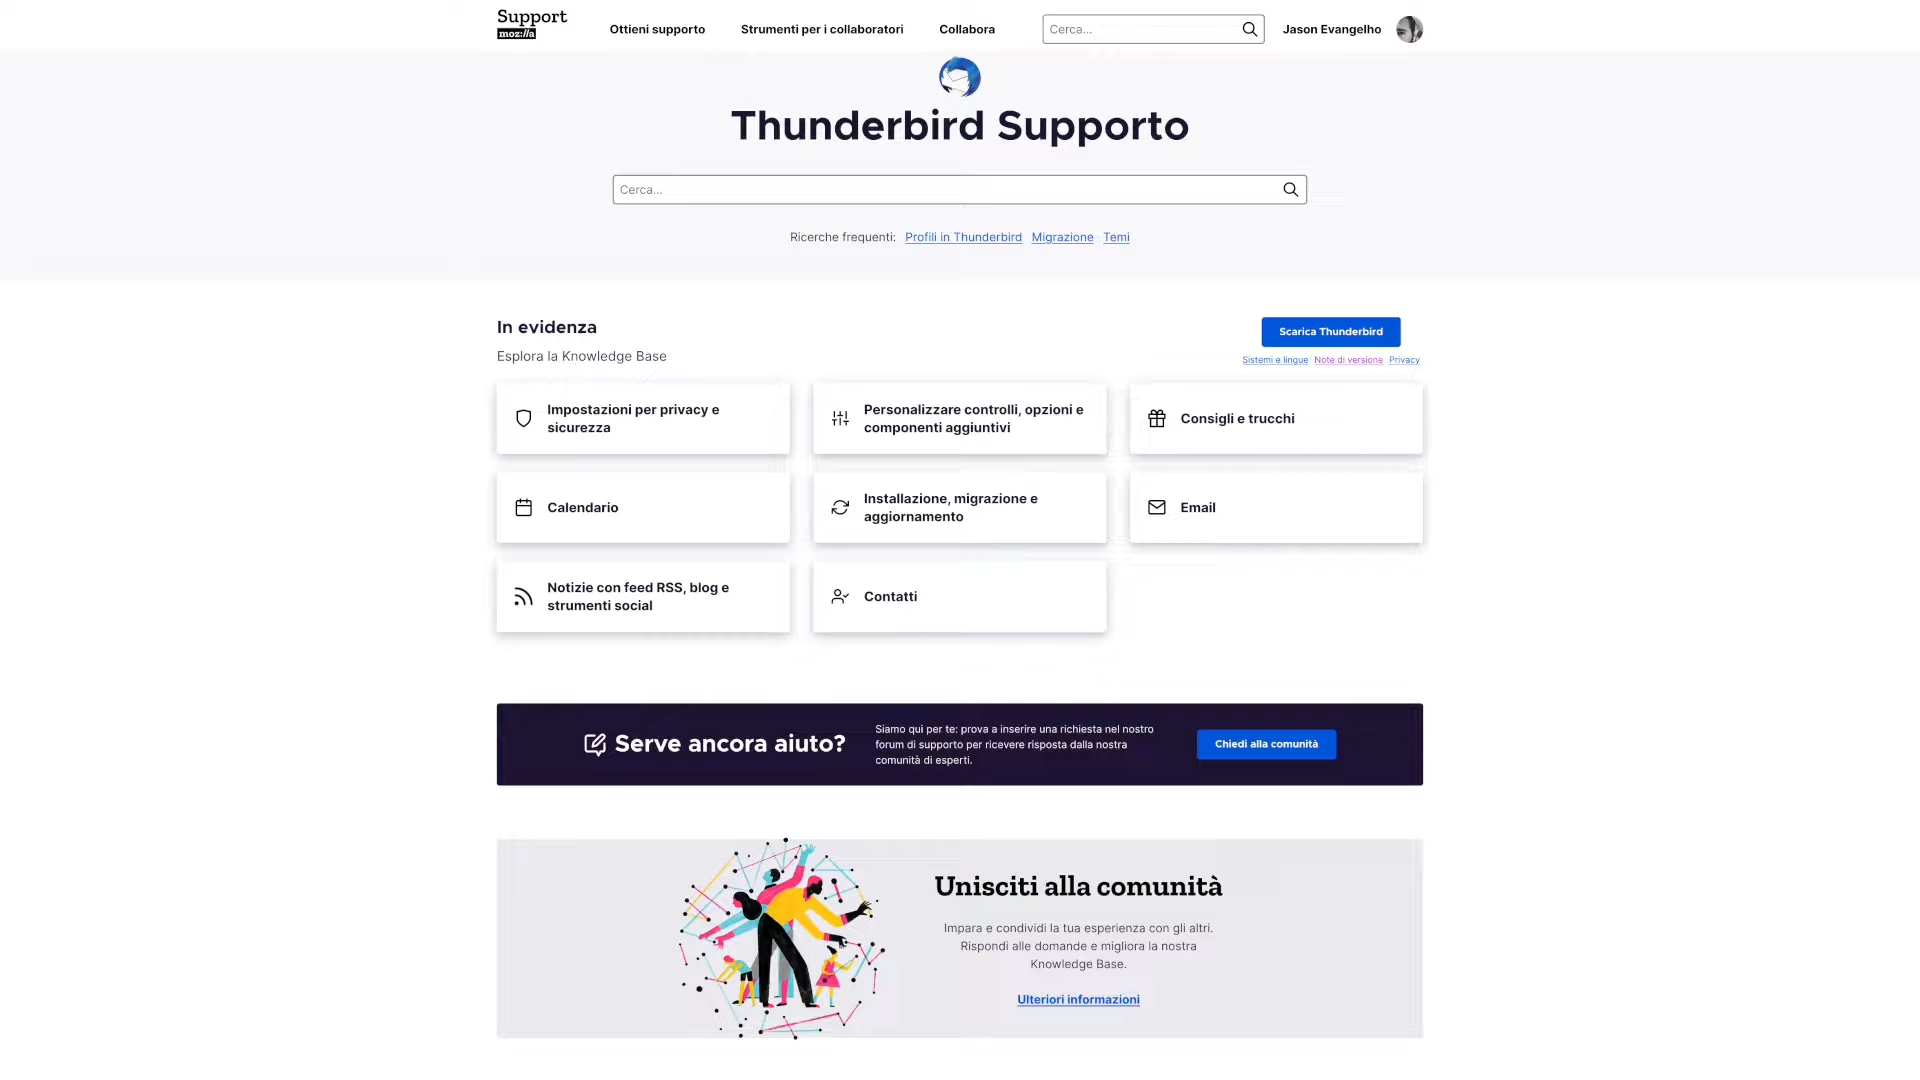 Support
moz://a
Ottieni supporto
Strumenti per i collaboratori
Collabora
Cerca...
Jason Evangelho
Thunderbird Supporto
Cerca...
Ricerche frequenti: Profili in Thunderbird Migrazione Temi
In evidenza
Esplora la Knowledge Base
Scarica Thunderbird
Sistemi e lingue Note di versione Privacy
Impostazioni per privacy e
sicurezza
Personalizzare controlli, opzioni e
componenti aggiuntivi
Consigli e trucchi
Calendario
Installazione, migrazione e
aggiornamento
Email
Notizie con feed RSS, blog e
strumenti social
Contatti
Serve ancora aiuto?
Siamo qui per te: prova a inserire una richiesta nel nostro
forum di supporto per ricevere risposta dalla nostra
comunità di esperti.
Chiedi alla comunità
Unisciti alla comunità
Impara e condividi la tua esperienza con gli altri.
Rispondi alle domande e migliora la nostra
Knowledge Base.
Ulteriori informazioni